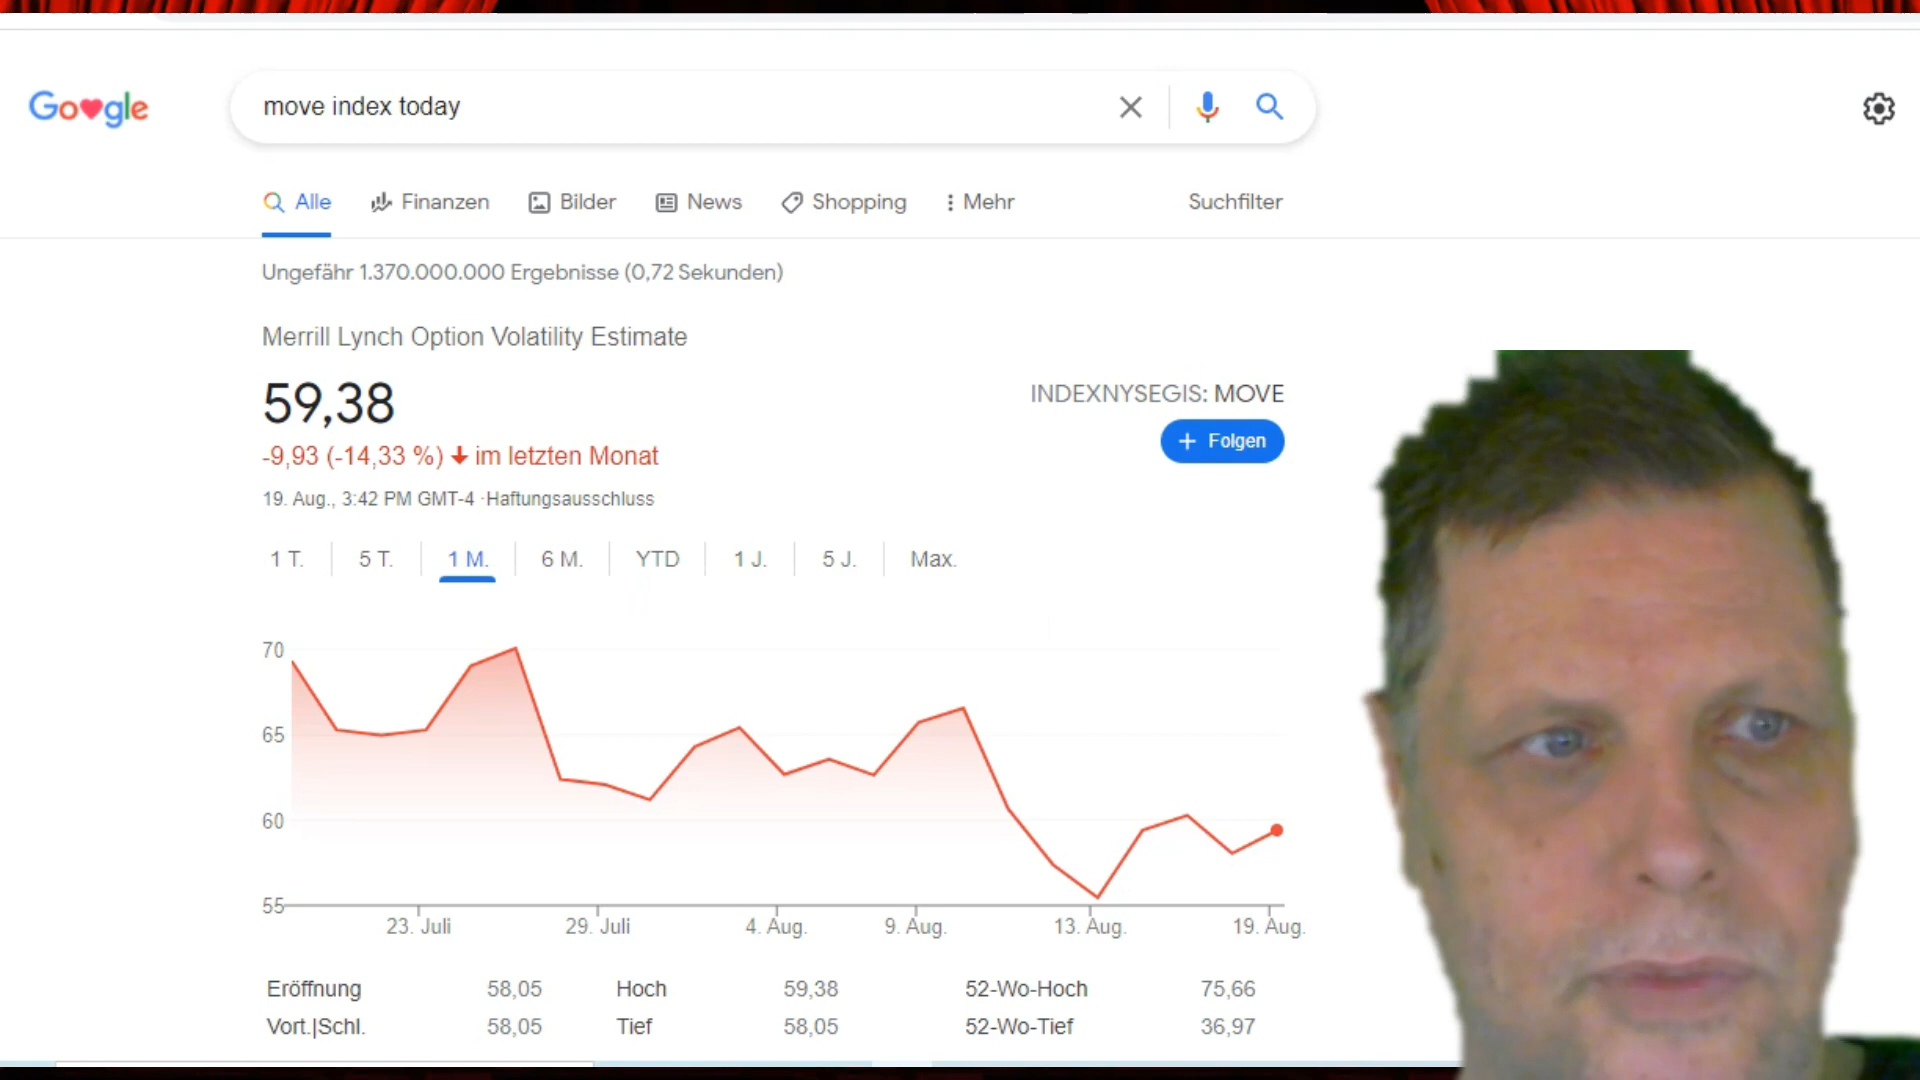 Google
move index today
Alle
Finanzen
Bilder
News
Shopping
Mehr
Suchfilter
Ungefähr 1.370.000.000 Ergebnisse (0,72 Sekunden)
Merrill Lynch Option Volatility Estimate
59,38
INDEXNYSEGIS: MOVE
+ Folgen
-9,93 (-14,33 %) ↓ im letzten Monat
19. Aug., 3:42 PM GMT-4 ·Haftungsausschluss
1 T.
5 T.
1 M.
6 M.
YTD
1 J.
5 J.
Max.
70
65
60
55
23. Juli
29. Juli
4. Aug.
9. Aug.
13. Aug.
19. Aug.
Eröffnung 58,05 Hoch 59,38 52-Wo-Hoch 75,66
Vort.|Schl. 58,05 Tief 58,05 52-Wo-Tief 36,97